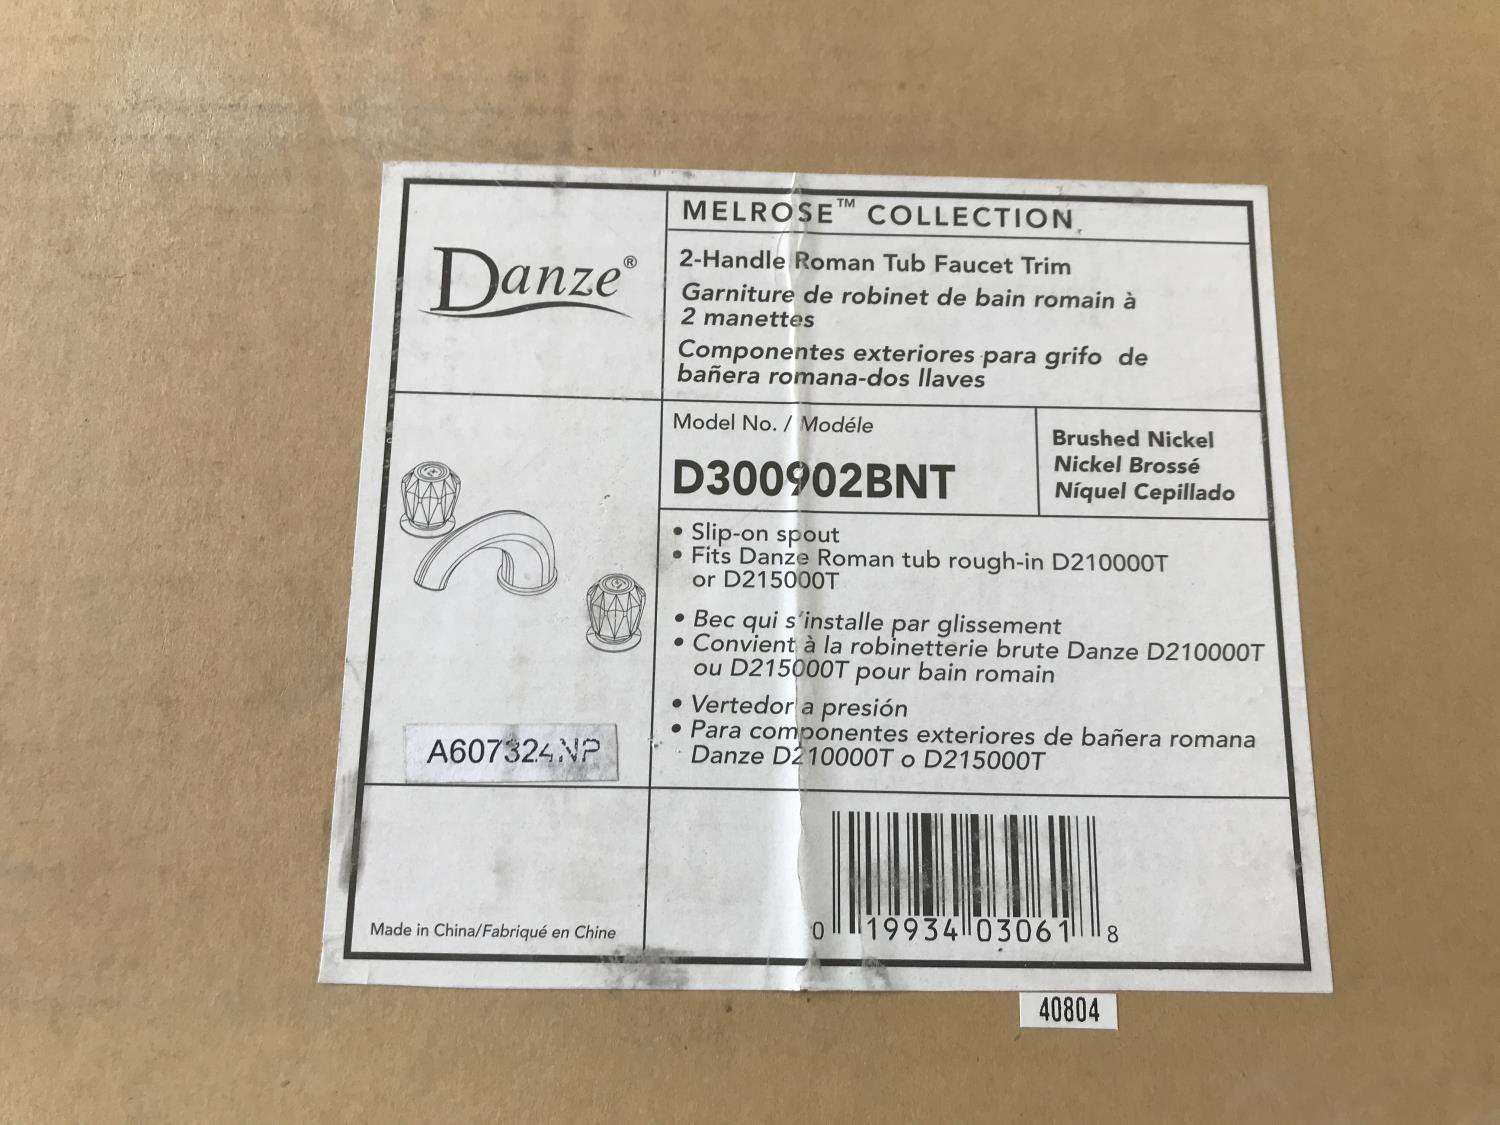 Danze®
MELROSE™ COLLECTION
2-Handle Roman Tub Faucet Trim
Garniture de robinet de bain romain à
2 manettes
Componentes exteriores para grifo de
bañera romana-dos llaves
Model No. / Modéle
D300902BNT
Brushed Nickel
Nickel Brossé
Níquel Cepillado
• Slip-on spout
• Fits Danze Roman tub rough-in D210000T
or D215000T
• Bec qui s'installe par glissement
• Convient à la robinetterie brute Danze D210000T
ou D215000T pour bain romain
• Vertedor a presión
• Para componentes exteriores de bañera romana
Danze D210000T o D215000T
A607324NP
Made in China/Fabriqué en Chine
0 19934 03061 8
40804